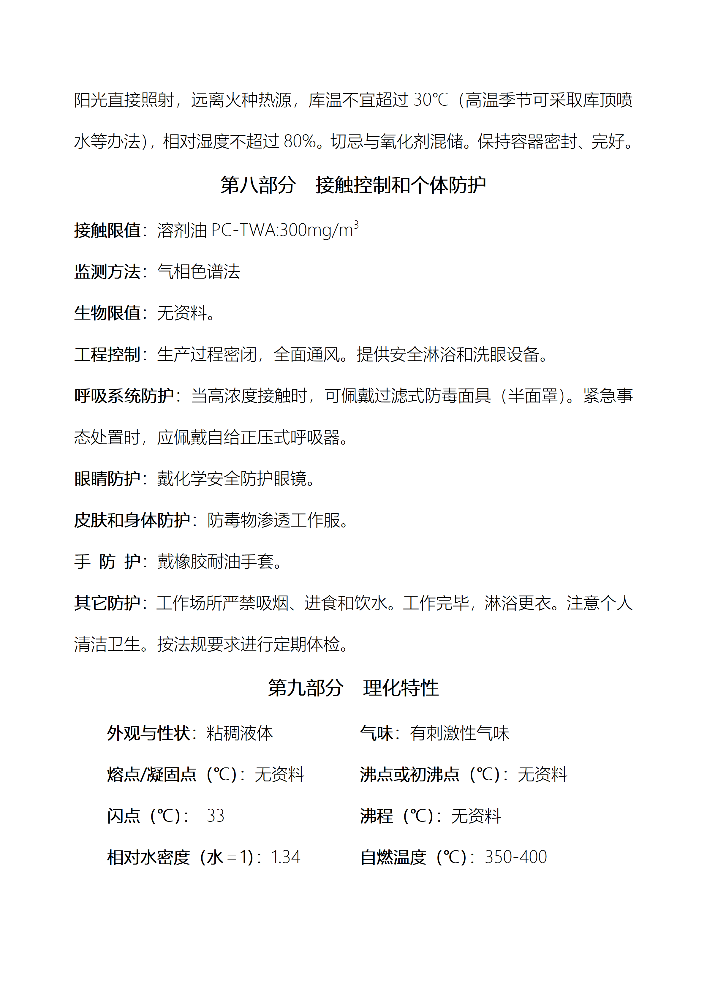 阳光直接照射，远离火种热源，库温不宜超过 30℃（高温季节可采取库顶喷
水等办法），相对湿度不超过 80%。切忌与氧化剂混储。保持容器密封、完好。
第八部分　接触控制和个体防护
接触限值：溶剂油 PC-TWA:300mg/m³
监测方法：气相色谱法
生物限值：无资料。
工程控制：生产过程密闭，全面通风。提供安全淋浴和洗眼设备。
呼吸系统防护：当高浓度接触时，可佩戴过滤式防毒面具（半面罩）。紧急事
态处置时，应佩戴自给正压式呼吸器。
眼睛防护：戴化学安全防护眼镜。
皮肤和身体防护：防毒物渗透工作服。
手 防 护：戴橡胶耐油手套。
其它防护：工作场所严禁吸烟、进食和饮水。工作完毕，淋浴更衣。注意个人
清洁卫生。按法规要求进行定期体检。
第九部分　理化特性
外观与性状：粘稠液体　气味：有刺激性气味
熔点/凝固点（℃）：无资料　沸点或初沸点（℃）：无资料
闪点（℃）： 33　沸程（℃）：无资料
相对水密度（水＝1）：1.34　自燃温度（℃）：350-400